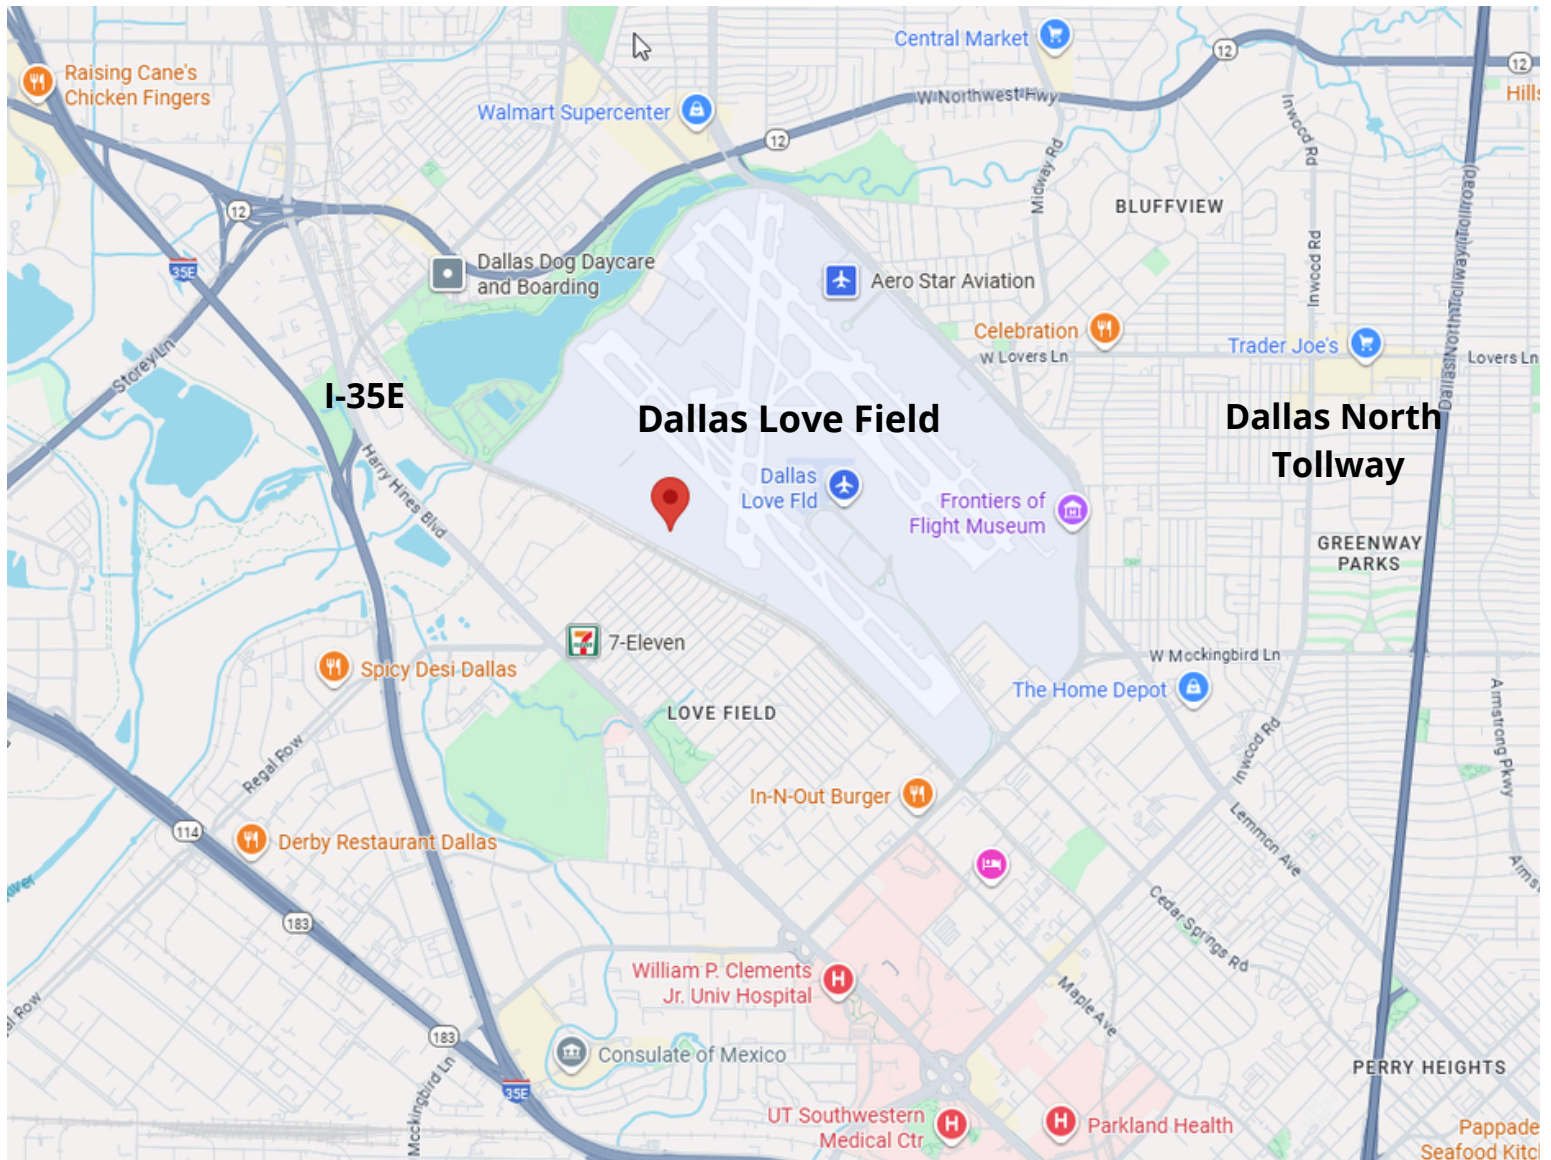 Central Market
12
12
Raising Cane's
Chicken Fingers
Hills
W Northwest Hwy
Walmart Supercenter
12
Inwood Rd
Midway Rd
Dallas North Tollway (Tollroad)
BLUFFVIEW
12
35E
Dallas Dog Daycare
and Boarding
Aero Star Aviation
Inwood Rd
Celebration
W Lovers Ln
Trader Joe's
Lovers Ln
Storey Ln
I-35E
Dallas Love Field
Dallas North
Tollway
Harry Hines Blvd
Dallas
Love Fld
Frontiers of
Flight Museum
GREENWAY
PARKS
7-Eleven
W Mockingbird Ln
Spicy Desi Dallas
The Home Depot
LOVE FIELD
Armstrong Pkwy
Regal Row
Inwood Rd
In-N-Out Burger
114
Derby Restaurant Dallas
Lemmon Ave
Arms
iver
183
Cedar Springs Rd
William P. Clements
Jr. Univ Hospital
Maple Ave
al Row
183
Consulate of Mexico
Mockingbird Ln
35E
PERRY HEIGHTS
UT Southwestern
Medical Ctr
Parkland Health
Pappade
Seafood Kitc